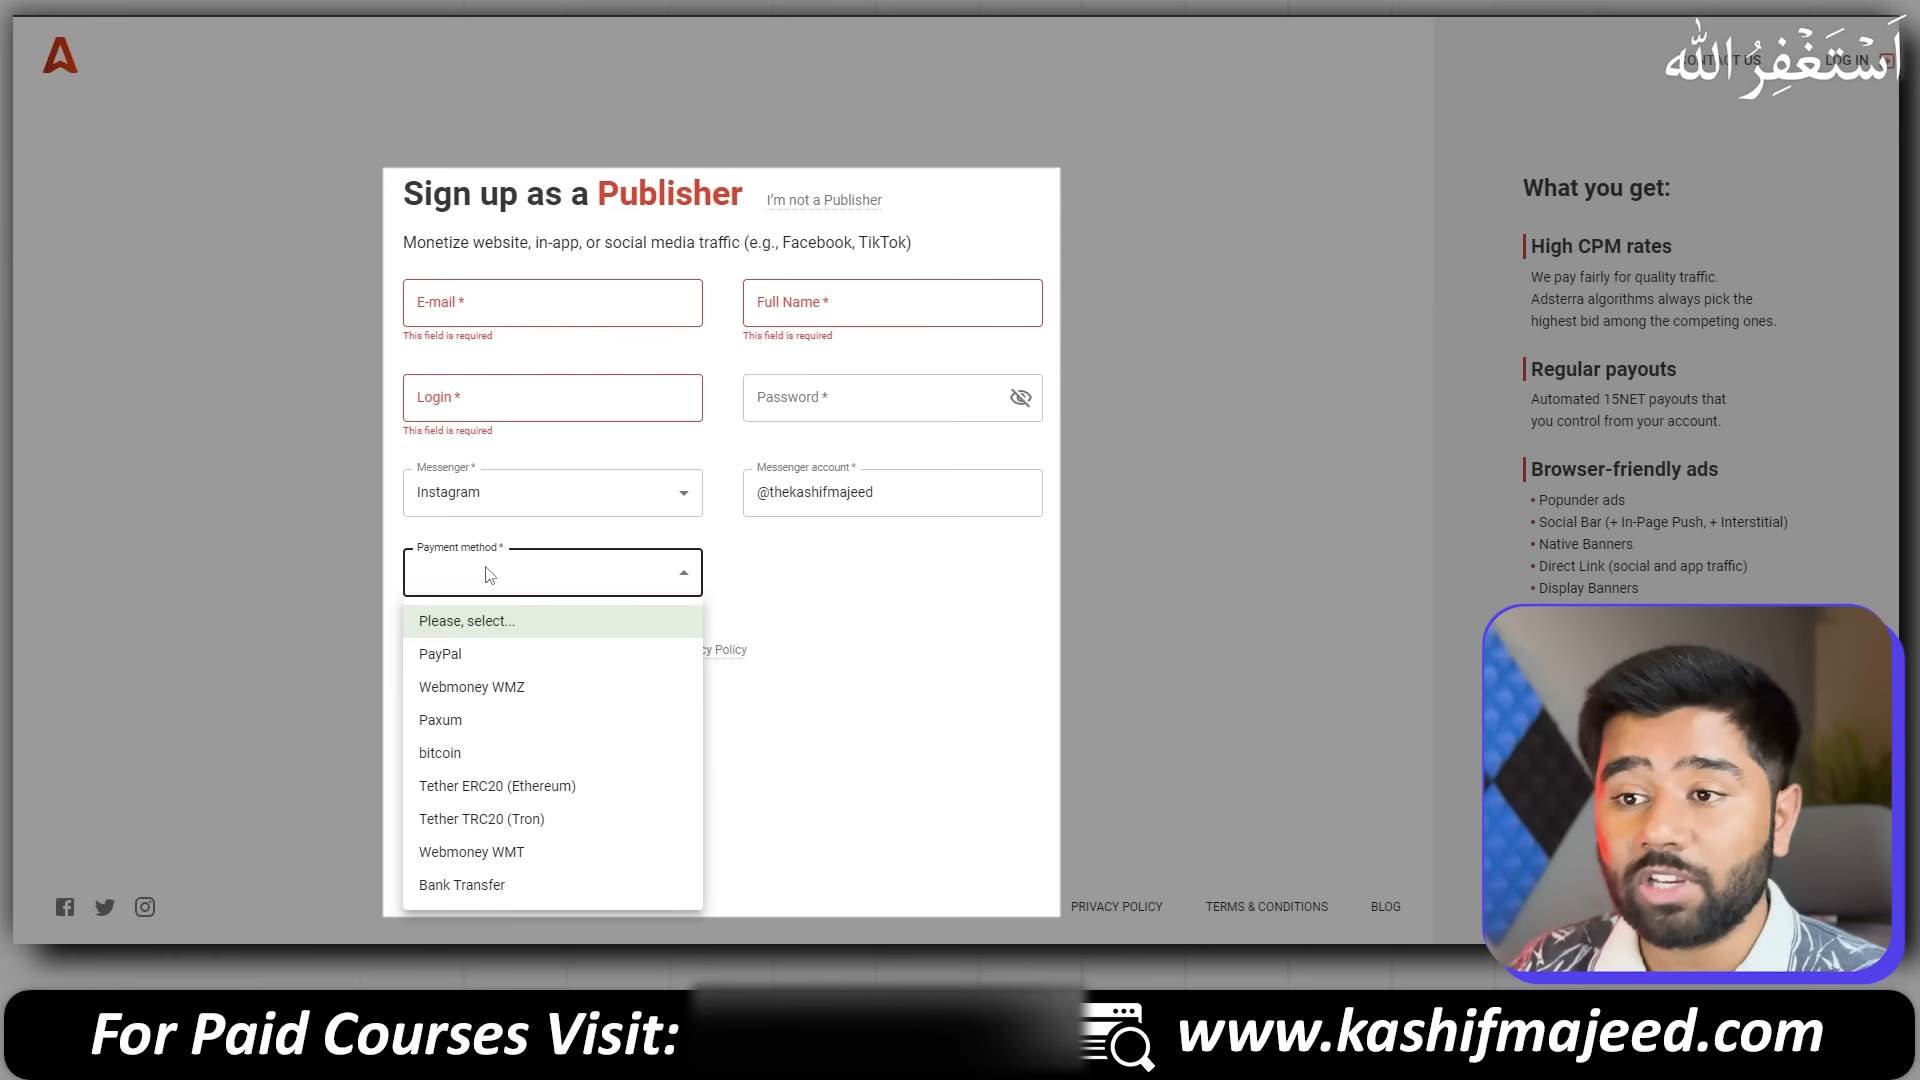 أَسْتَغْفِرُ اللّٰه
LOG IN
Sign up as a Publisher I'm not a Publisher
Monetize website, in-app, or social media traffic (e.g., Facebook, TikTok)
E-mail * Full Name *
This field is required This field is required
Login * Password *
This field is required
Messenger * Messenger account *
Instagram @thekashifmajeed
Payment method *
Please, select...
PayPal
Webmoney WMZ
Paxum
bitcoin
Tether ERC20 (Ethereum)
Tether TRC20 (Tron)
Webmoney WMT
Bank Transfer
cy Policy
What you get:
High CPM rates
We pay fairly for quality traffic.
Adsterra algorithms always pick the
highest bid among the competing ones.
Regular payouts
Automated 15NET payouts that
you control from your account.
Browser-friendly ads
• Popunder ads
• Social Bar (+ In-Page Push, + Interstitial)
• Native Banners
• Direct Link (social and app traffic)
• Display Banners
PRIVACY POLICY TERMS & CONDITIONS BLOG
For Paid Courses Visit: www.kashifmajeed.com